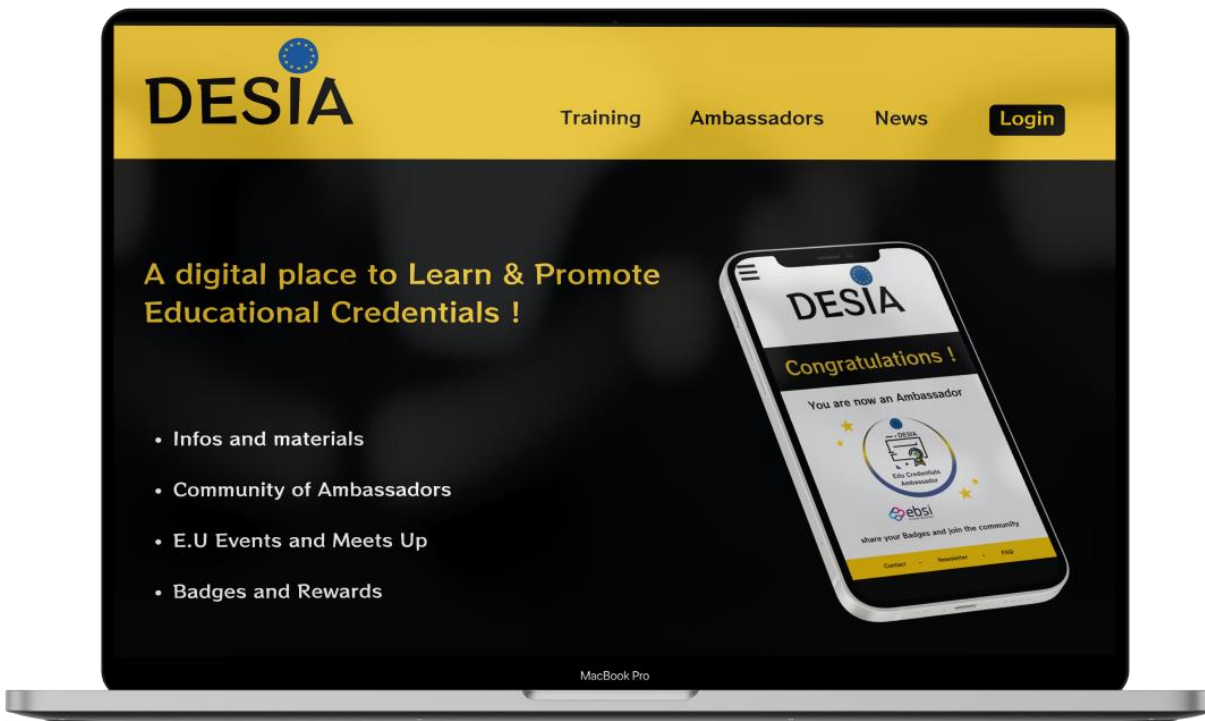 DESIA
Training
Ambassadors
News
Login
A digital place to Learn & Promote
Educational Credentials !
• Infos and materials
• Community of Ambassadors
• E.U Events and Meets Up
• Badges and Rewards
DESIA
Congratulations !
You are now an Ambassador
DESIA
Edu Credentials
Ambassador
ebsi
share your Badges and join the community
Contact - Newsletter - FAQ
MacBook Pro